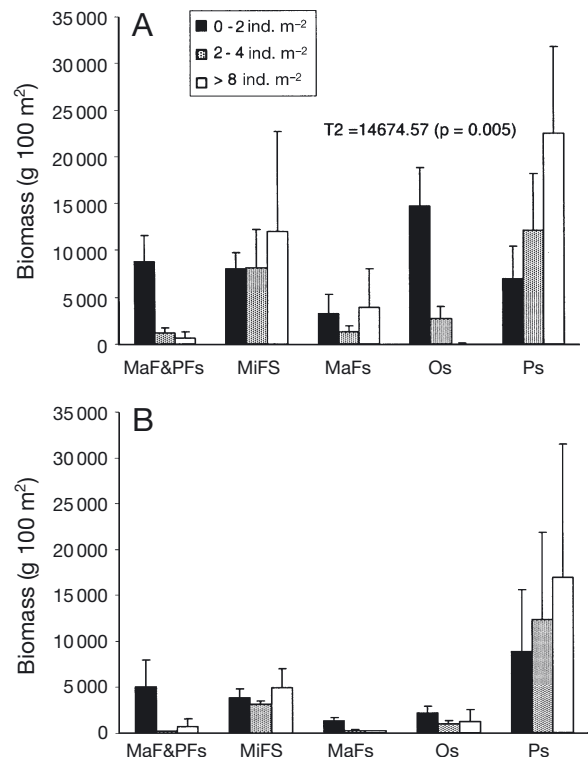 A
0 - 2 ind. m⁻²
2 - 4 ind. m⁻²
> 8 ind. m⁻²
T2 =14674.57 (p = 0.005)
Biomass (g 100 m²)
35 000
30 000
25 000
20 000
15 000
10 000
5 000
0
MaF&PFs MiFS MaFs Os Ps
B
Biomass (g 100 m²)
35 000
30 000
25 000
20 000
15 000
10 000
5 000
0
MaF&PFs MiFS MaFs Os Ps